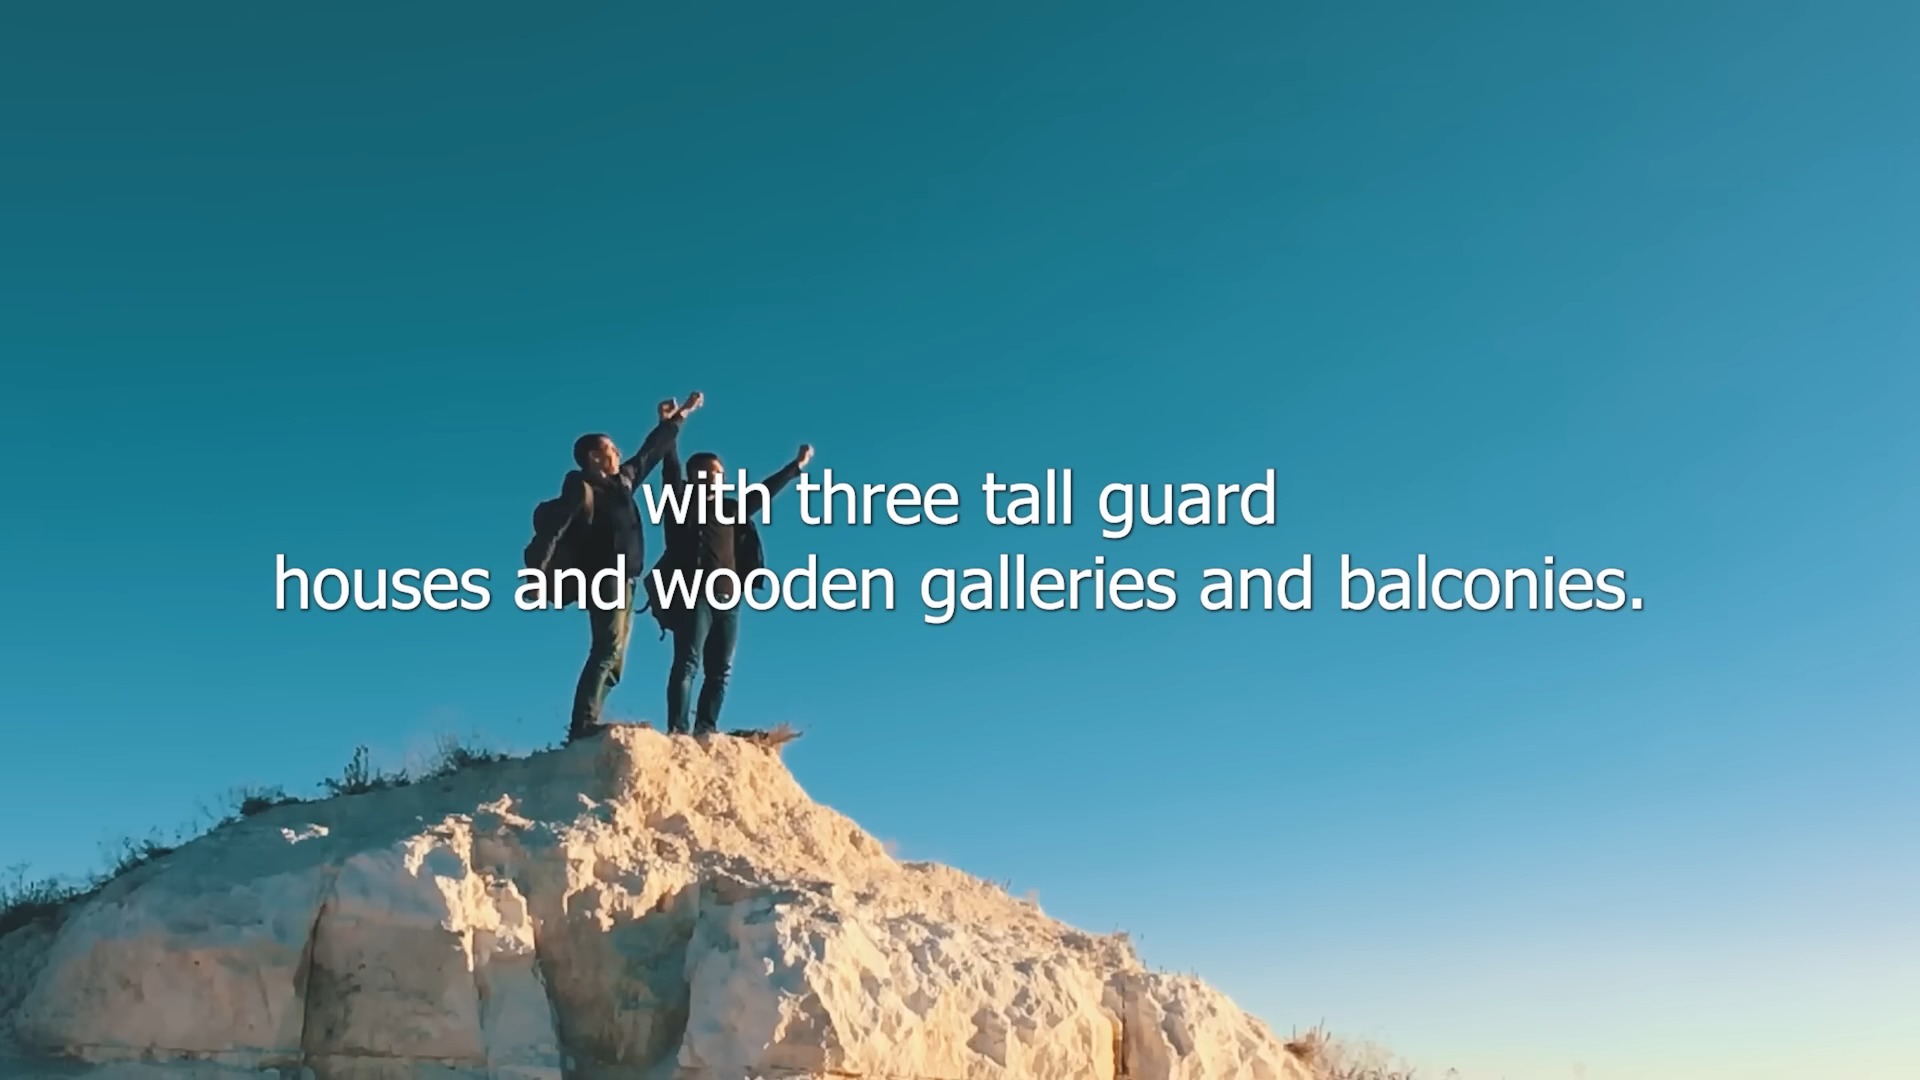 with three tall guard
houses and wooden galleries and balconies.